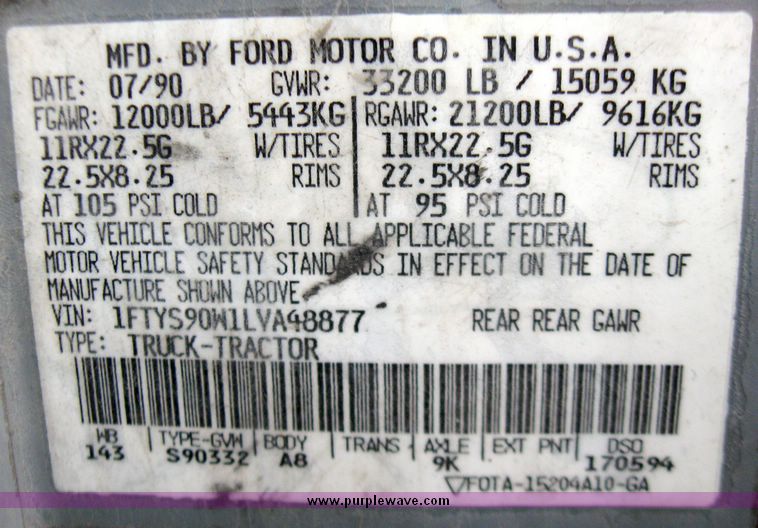 MFD. BY FORD MOTOR CO. IN U.S.A.
DATE: 07/90 GVWR: 33200 LB / 15059 KG
FGAWR: 12000LB/ 5443KG RGAWR: 21200LB/ 9616KG
11RX22.5G W/TIRES 11RX22.5G W/TIRES
22.5X8.25 RIMS 22.5X8.25 RIMS
AT 105 PSI COLD AT 95 PSI COLD
THIS VEHICLE CONFORMS TO ALL APPLICABLE FEDERAL
MOTOR VEHICLE SAFETY STANDARDS IN EFFECT ON THE DATE OF
MANUFACTURE SHOWN ABOVE
VIN: 1FTYS90W1LVA48877 REAR REAR GAWR
TYPE: TRUCK-TRACTOR
WB TYPE-GVW BODY TRANS AXLE EXT PNT DSO
143 S90332 A8 9K 170594
▽FOTA-15204A10-GA
www.purplewave.com